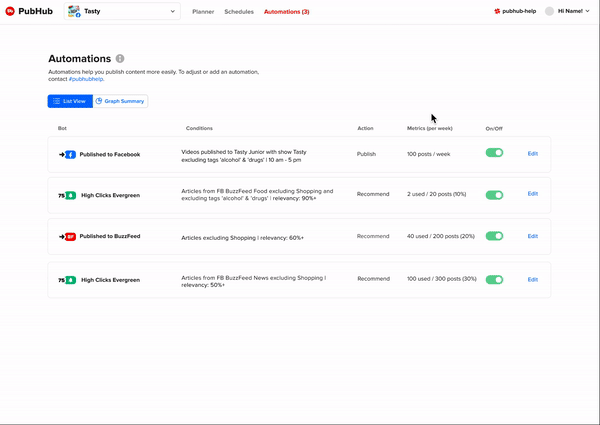 PubHub
Tasty
Planner
Schedules
Automations (3)
pubhub-help
Hi Name!
Automations
Automations help you publish content more easily. To adjust or add an automation,
contact #pubhubhelp.
List View
Graph Summary
Bot
Conditions
Action
Metrics (per week)
On/Off
Published to Facebook
Videos published to Tasty Junior with show Tasty
excluding tags 'alcohol' & 'drugs' | 10 am - 5 pm
Publish
100 posts / week
Edit
75
High Clicks Evergreen
Articles from FB BuzzFeed Food excluding Shopping and
excluding tags 'alcohol' & 'drugs' | relevancy: 90%+
Recommend
2 used / 20 posts (10%)
Edit
Published to BuzzFeed
Articles excluding Shopping | relevancy: 60%+
Recommend
40 used / 200 posts (20%)
Edit
75
High Clicks Evergreen
Articles from FB BuzzFeed News excluding Shopping |
relevancy: 50%+
Recommend
100 used / 300 posts (30%)
Edit